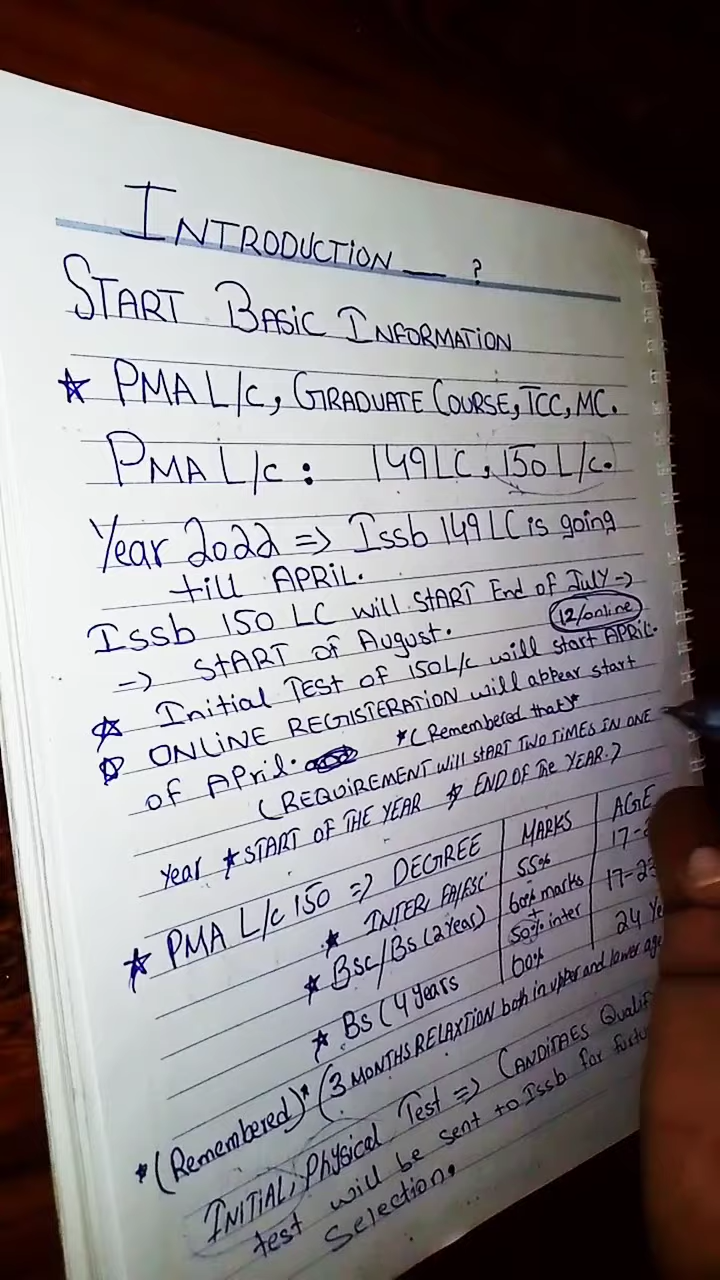 INTRODUCTION __ ?
START BASIC INFORMATION
☆ PMA L/C, GRADUATE COURSE, TCC, MC.
PMA L/C : 149 LC, 150 L/C.
Year 2022 => Issb 149 LC is going
till APRIL.
Issb 150 LC will START End of July →
→ START of August. 12/online
☆ Initial TEST of 150 L/c will start APRIL.
☆ ONLINE REGISTERATION will appear start
of APril. *(Remembered that)*
(REQUIREMENT will START TWO TIMES IN ONE
Year * START OF THE YEAR & END OF The YEAR.)
☆ PMA L/C 150 => DEGREE MARKS AGE
* INTER, FA/FSC 55% 17-
* Bsc/Bs (2 Years) 60% marks + 50% inter 17-23
* Bs (4 years 60% 24 Ye
*(Remembered)* (3 MONTHS RELAXTION both in upper and lower age
INITIAL, Physical Test => CANDITAES Qualif
test will be sent to Issb for furtu
Selection.